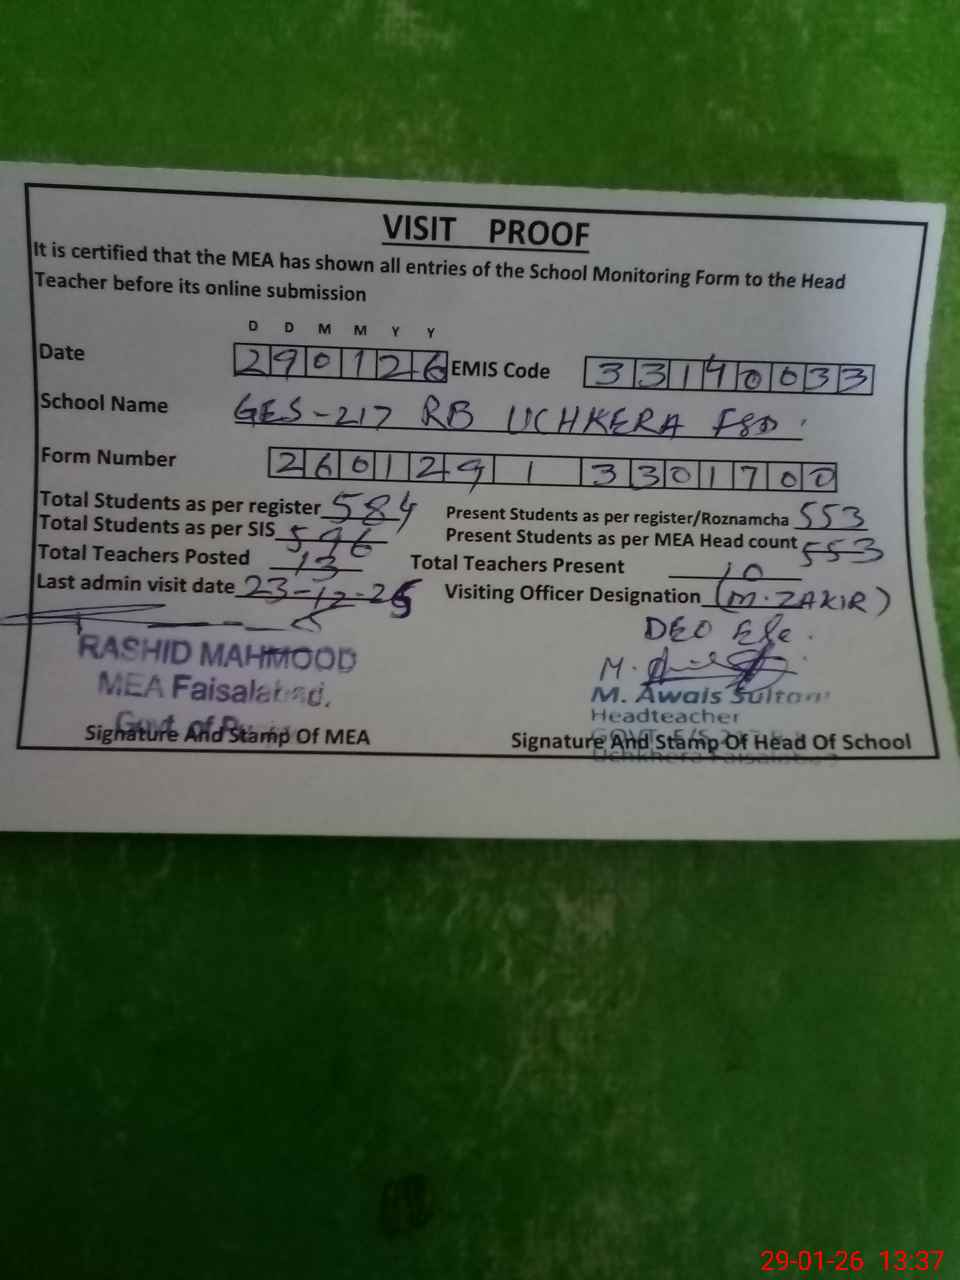 VISIT PROOF
It is certified that the MEA has shown all entries of the School Monitoring Form to the Head
Teacher before its online submission
D D M M Y Y
Date 290126 EMIS Code 33140033
School Name GES-217 RB UCHKERA FSD.
Form Number 260129 1 3301700
Total Students as per register 584 Present Students as per register/Roznamcha 553
Total Students as per SIS 596 Present Students as per MEA Head count 553
Total Teachers Posted 13 Total Teachers Present 10
Last admin visit date 23-12-25 Visiting Officer Designation (M. ZAKIR)
DEO Ele.
RASHID MAHMOOD
MEA Faisalabad,
Govt. of
M. Awais Sultan
Headteacher
Signature And Stamp Of MEA Signature And Stamp Of Head Of School
29-01-26 13:37